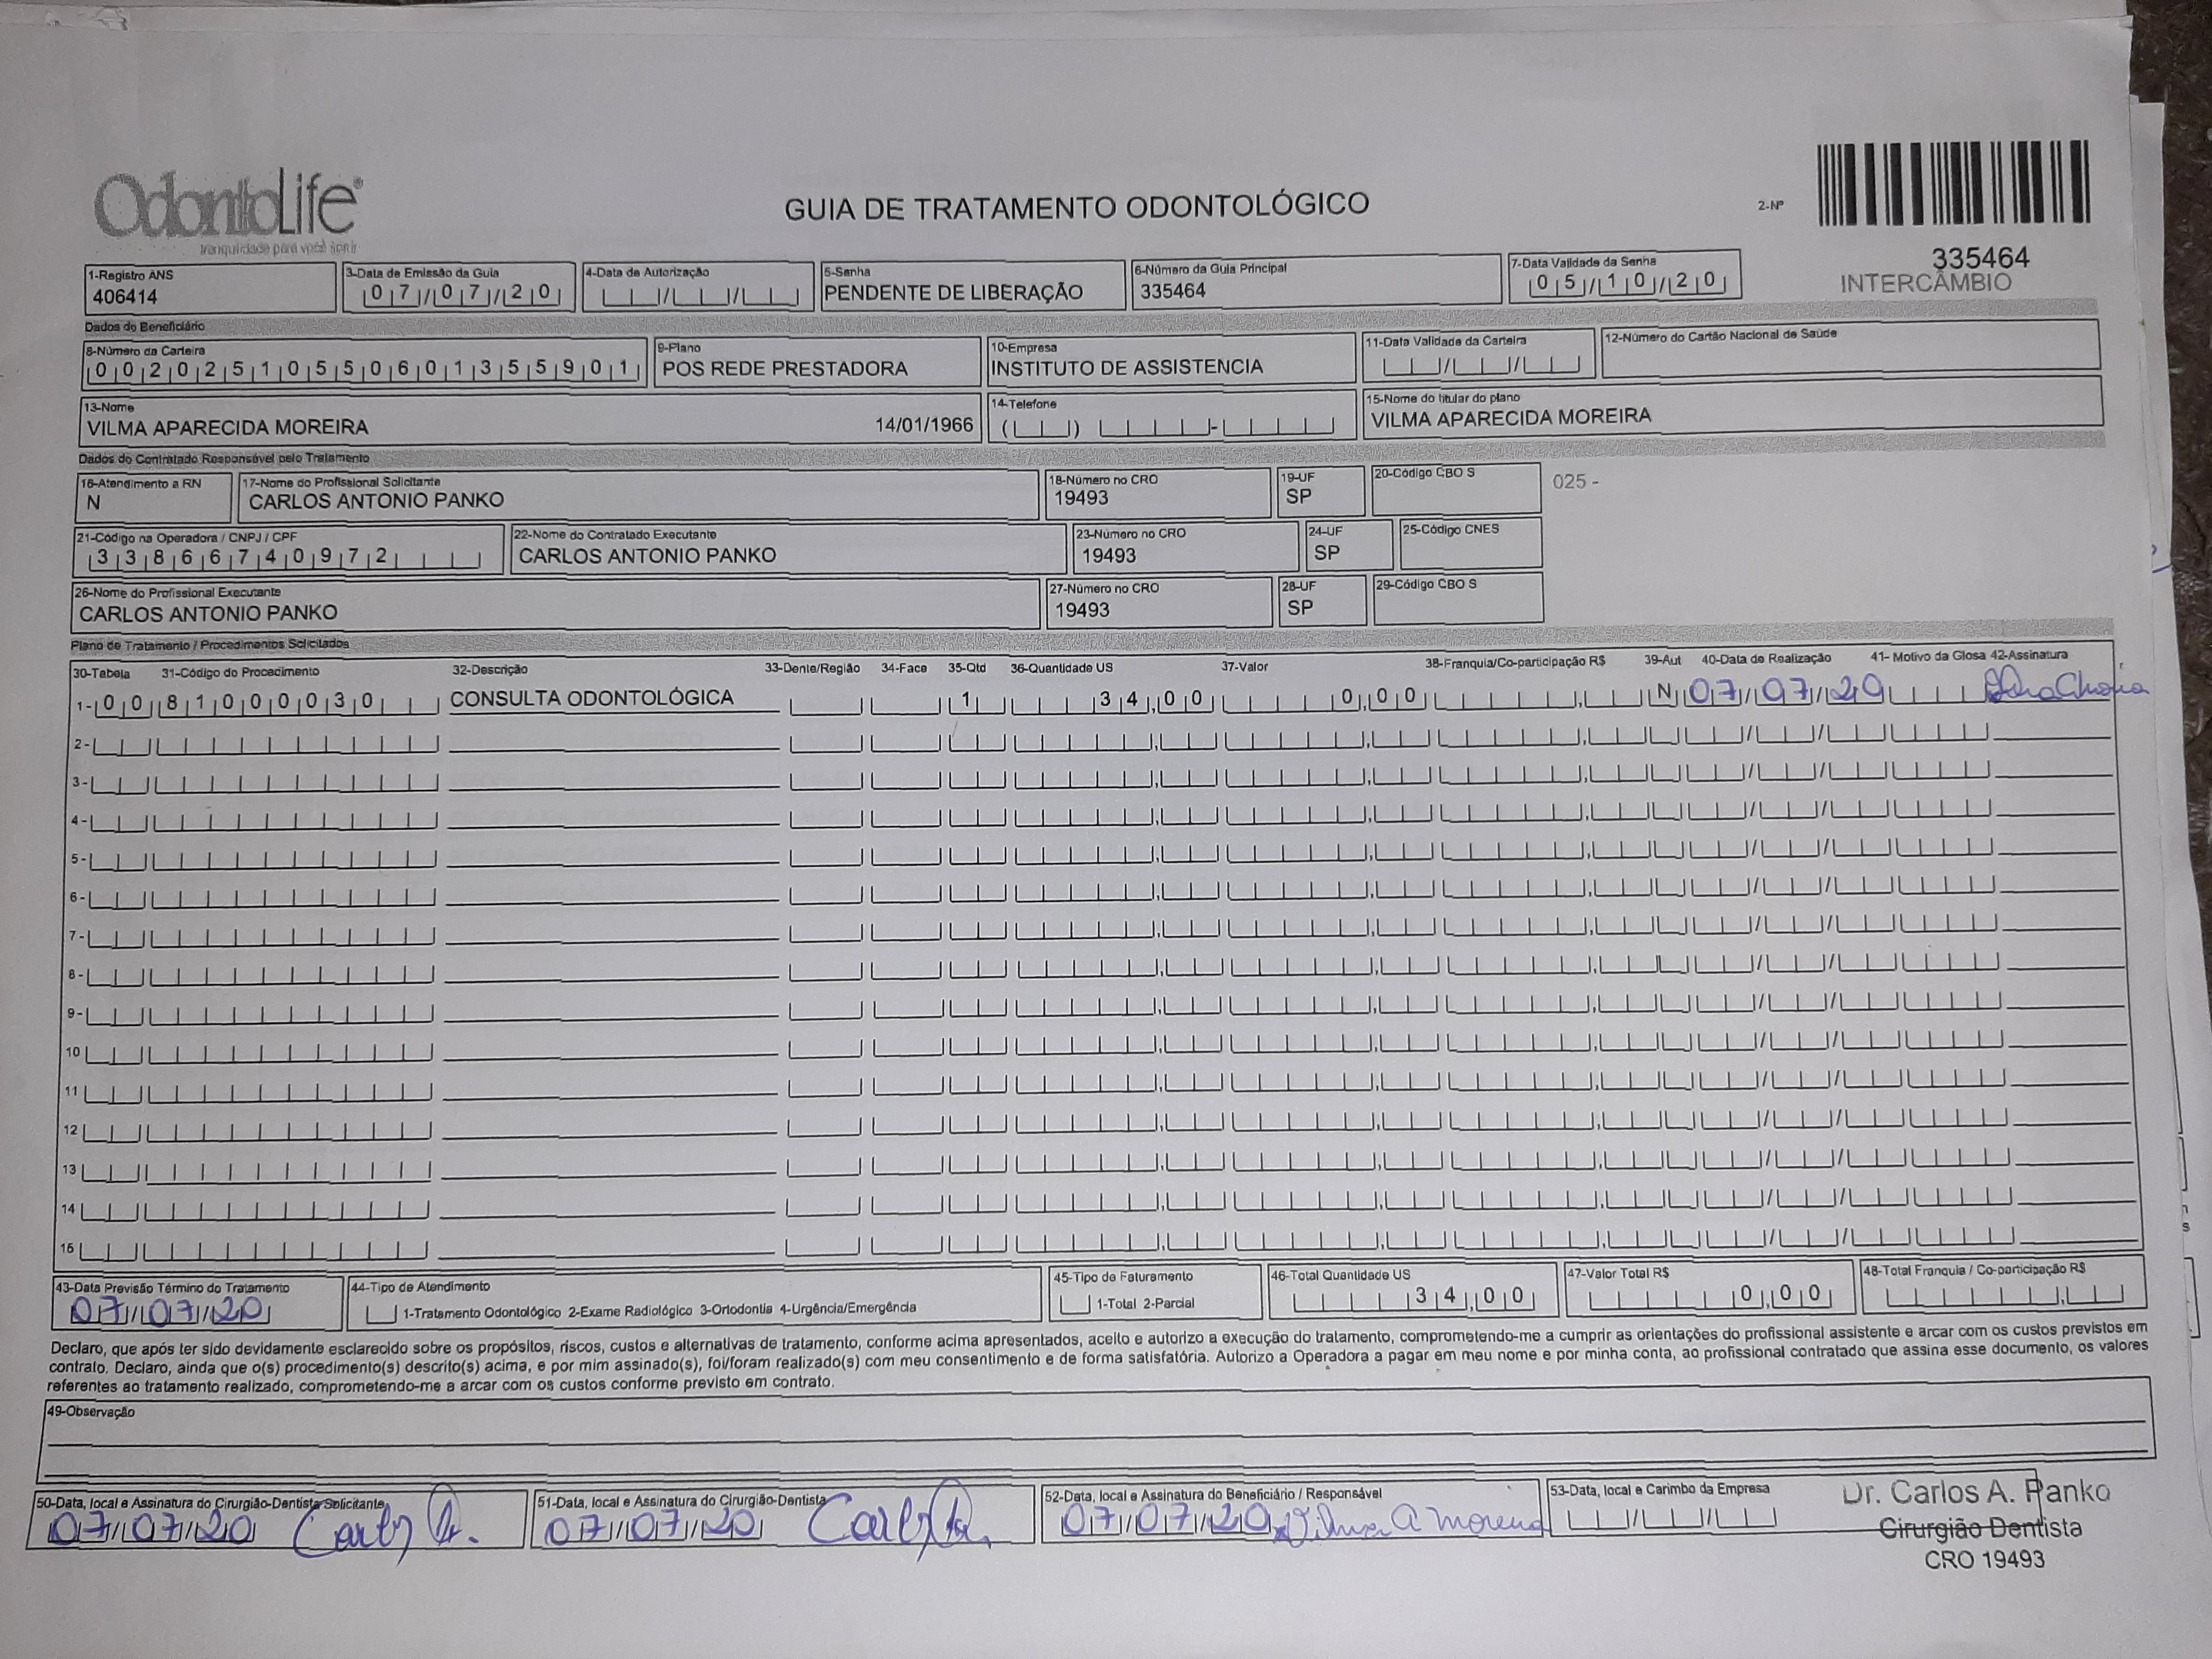 OdontoLife®
tranquilidade para você sorrir
GUIA DE TRATAMENTO ODONTOLÓGICO
2-Nº
335464
INTERCÂMBIO
1-Registro ANS
406414
3-Data de Emissão da Guia
07/07/20
4-Data de Autorização
5-Senha
PENDENTE DE LIBERAÇÃO
6-Número da Guia Principal
335464
7-Data Validade da Senha
05/10/20
Dados do Beneficiário
8-Número da Carteira
00202510550601355901
9-Plano
POS REDE PRESTADORA
10-Empresa
INSTITUTO DE ASSISTENCIA
11-Data Validade da Carteira
12-Número do Cartão Nacional de Saúde
13-Nome
VILMA APARECIDA MOREIRA 14/01/1966
14-Telefone
15-Nome do titular do plano
VILMA APARECIDA MOREIRA
Dados do Contratado Responsável pelo Tratamento
16-Atendimento a RN
N
17-Nome do Profissional Solicitante
CARLOS ANTONIO PANKO
18-Número no CRO
19493
19-UF
SP
20-Código CBO S
025 -
21-Código na Operadora / CNPJ / CPF
33866740972
22-Nome do Contratado Executante
CARLOS ANTONIO PANKO
23-Número no CRO
19493
24-UF
SP
25-Código CNES
26-Nome do Profissional Executante
CARLOS ANTONIO PANKO
27-Número no CRO
19493
28-UF
SP
29-Código CBO S
Plano de Tratamento / Procedimentos Solicitados
30-Tabela 31-Código do Procedimento 32-Descrição 33-Dente/Região 34-Face 35-Qtd 36-Quantidade US 37-Valor 38-Franquia/Co-participação R$ 39-Aut 40-Data de Realização 41- Motivo da Glosa 42-Assinatura
1- 00 81000030 CONSULTA ODONTOLÓGICA 1 34,00 0,00 N 07/07/20
2-
3-
4-
5-
6-
7-
8-
9-
10
11
12
13
14
15
43-Data Previsão Término do Tratamento
07/07/20
44-Tipo de Atendimento
1-Tratamento Odontológico 2-Exame Radiológico 3-Ortodontia 4-Urgência/Emergência
45-Tipo de Faturamento
1-Total 2-Parcial
46-Total Quantidade US
34,00
47-Valor Total R$
0,00
48-Total Franquia / Co-participação R$
Declaro, que após ter sido devidamente esclarecido sobre os propósitos, riscos, custos e alternativas de tratamento, conforme acima apresentados, aceito e autorizo a execução do tratamento, comprometendo-me a cumprir as orientações do profissional assistente e arcar com os custos previstos em
contrato. Declaro, ainda que o(s) procedimento(s) descrito(s) acima, e por mim assinado(s), foi/foram realizado(s) com meu consentimento e de forma satisfatória. Autorizo a Operadora a pagar em meu nome e por minha conta, ao profissional contratado que assina esse documento, os valores
referentes ao tratamento realizado, comprometendo-me a arcar com os custos conforme previsto em contrato.
49-Observação
50-Data, local e Assinatura do Cirurgião-Dentista Solicitante
07/07/20
51-Data, local e Assinatura do Cirurgião-Dentista
07/07/20
52-Data, local e Assinatura do Beneficiário / Responsável
07/07/20 Vilma A Moreira
53-Data, local e Carimbo da Empresa
Dr. Carlos A. Panko
Cirurgião Dentista
CRO 19493